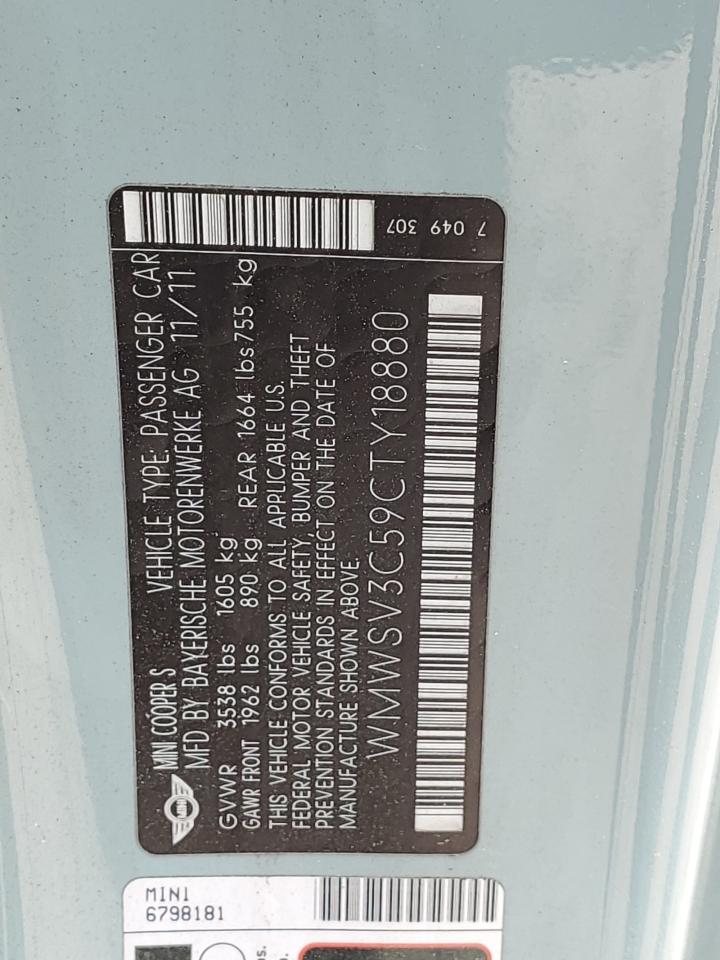 MINI COOPER S VEHICLE TYPE: PASSENGER CAR
MFD BY BAYERISCHE MOTORENWERKE AG 11/11
GVWR 3538 lbs 1605 kg
GAWR FRONT 1962 lbs 890 kg REAR 1664 lbs 755 kg
THIS VEHICLE CONFORMS TO ALL APPLICABLE U.S.
FEDERAL MOTOR VEHICLE SAFETY, BUMPER AND THEFT
PREVENTION STANDARDS IN EFFECT ON THE DATE OF
MANUFACTURE SHOWN ABOVE.
WMWSV3C59CTY18880
7 049 307
MINI
MINI
6798181